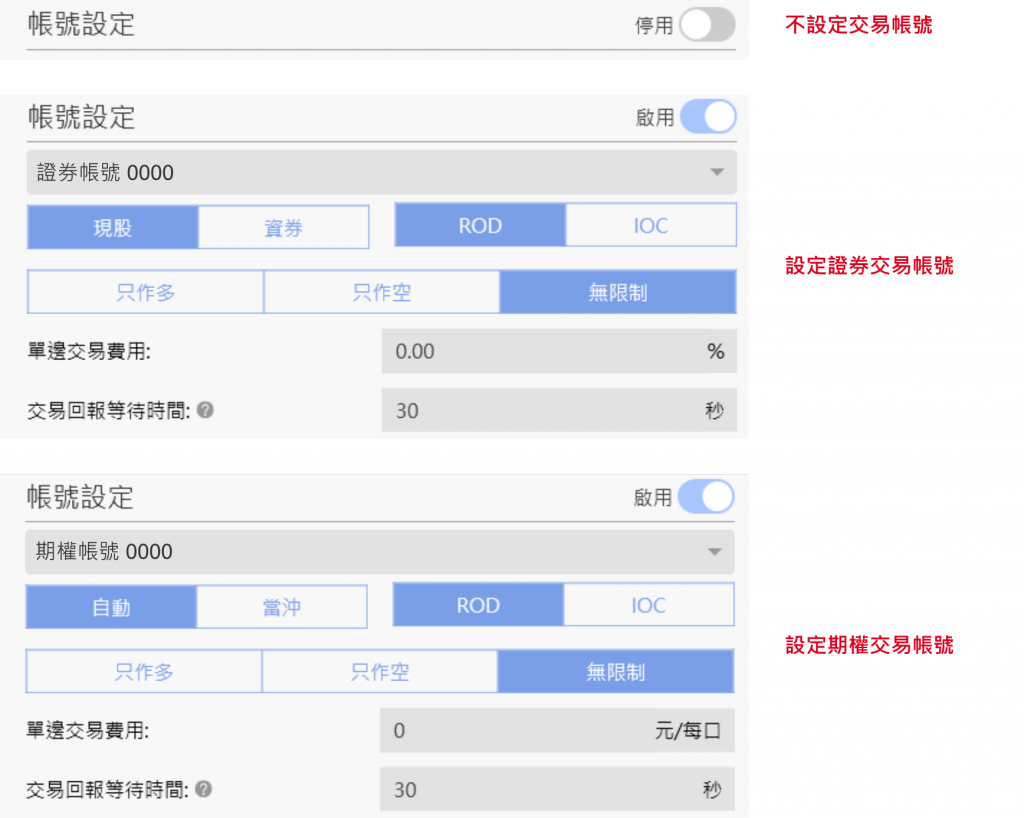 帳號設定 停用 不設定交易帳號
帳號設定 啟用
證券帳號 0000
現股 資券 ROD IOC
設定證券交易帳號
只作多 只作空 無限制
單邊交易費用: 0.00 %
交易回報等待時間: ? 30 秒
帳號設定 啟用
期權帳號 0000
自動 當沖 ROD IOC
設定期權交易帳號
只作多 只作空 無限制
單邊交易費用: 0 元/每口
交易回報等待時間: ? 30 秒